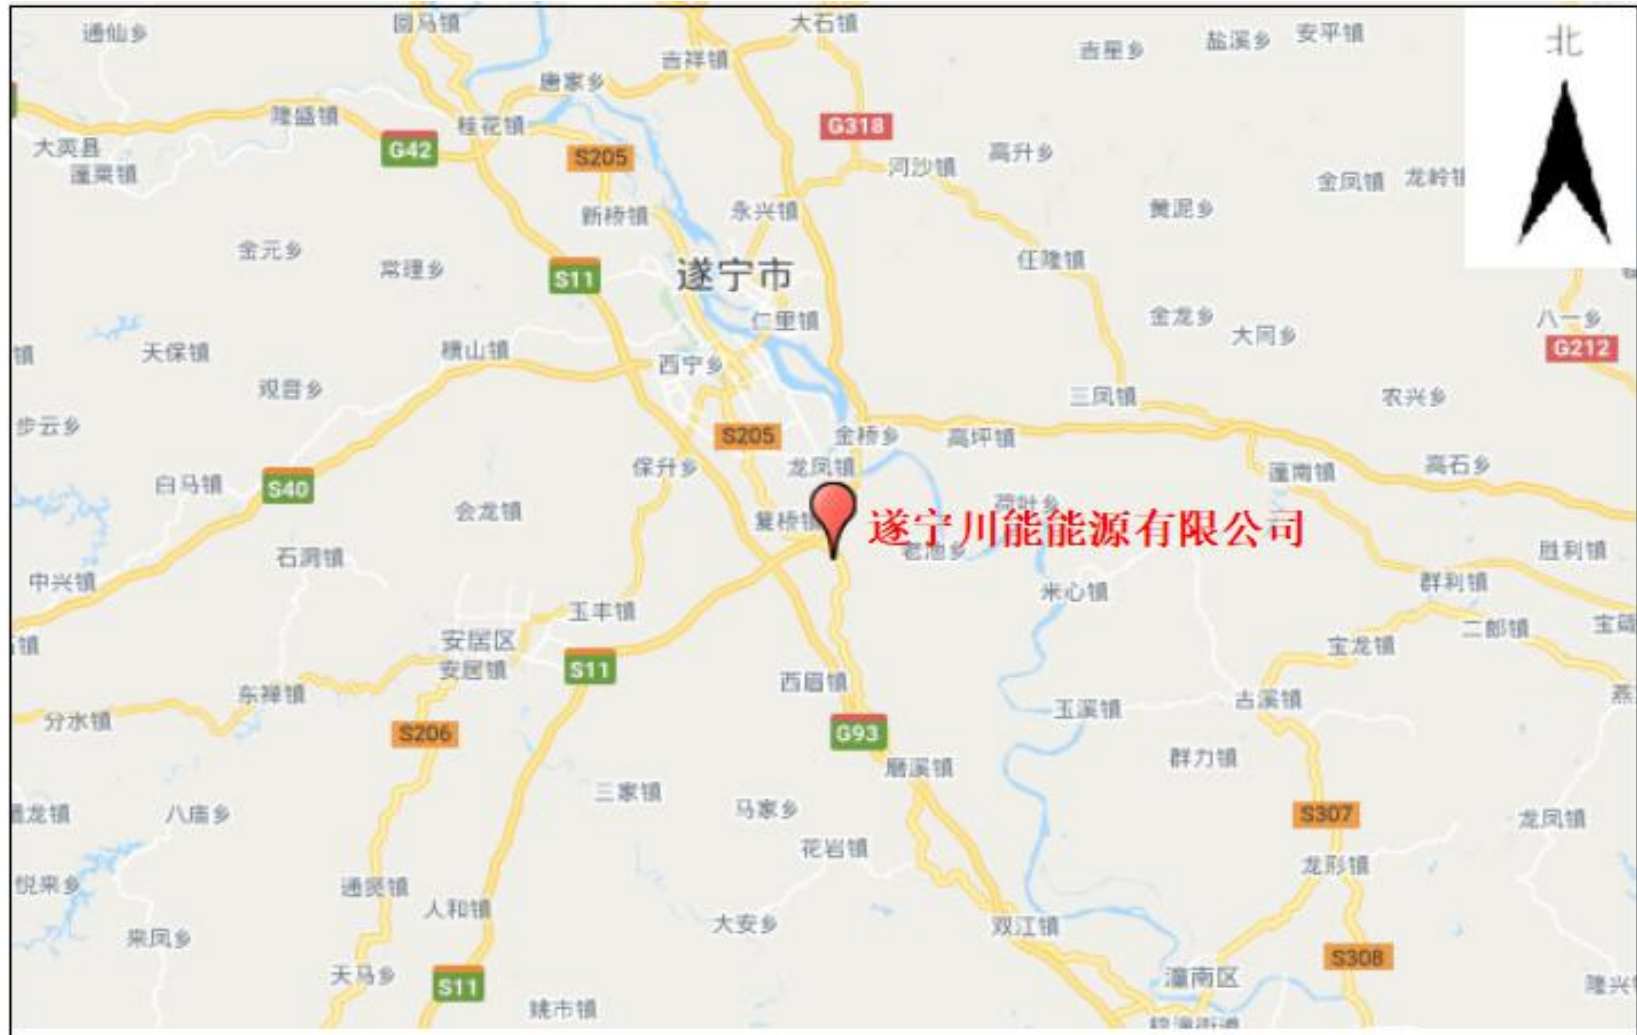 通仙乡
回马镇
大石镇
吉星乡
盐溪乡
安平镇
北
吉祥镇
唐家乡
隆盛镇
桂花镇
G318
大英县
G42
S205
河沙镇
高升乡
蓬莱镇
金凤镇
龙岭镇
新桥镇
永兴镇
黄泥乡
金元乡
常理乡
S11
遂宁市
任隆镇
仁里镇
金龙乡
大同乡
八一乡
镇
天保镇
横山镇
西宁乡
G212
观音乡
三凤镇
农兴乡
步云乡
S205
金桥乡
高坪镇
保升乡
龙凤镇
蓬南镇
高石乡
白马镇
S40
会龙镇
复桥镇
荷叶乡
遂宁川能能源有限公司
老池乡
石洞镇
胜利镇
中兴镇
米心镇
群利镇
玉丰镇
安居区
二郎镇
镇
安居镇
S11
宝龙镇
东禅镇
西眉镇
古溪镇
分水镇
玉溪镇
S206
G93
群力镇
磨溪镇
三家镇
马家乡
龙镇
八庙乡
S307
龙凤镇
花岩镇
龙形镇
悦来乡
通贤镇
人和镇
大安乡
双江镇
来凤乡
S308
天马乡
S11
潼南区
姚市镇
隆兴